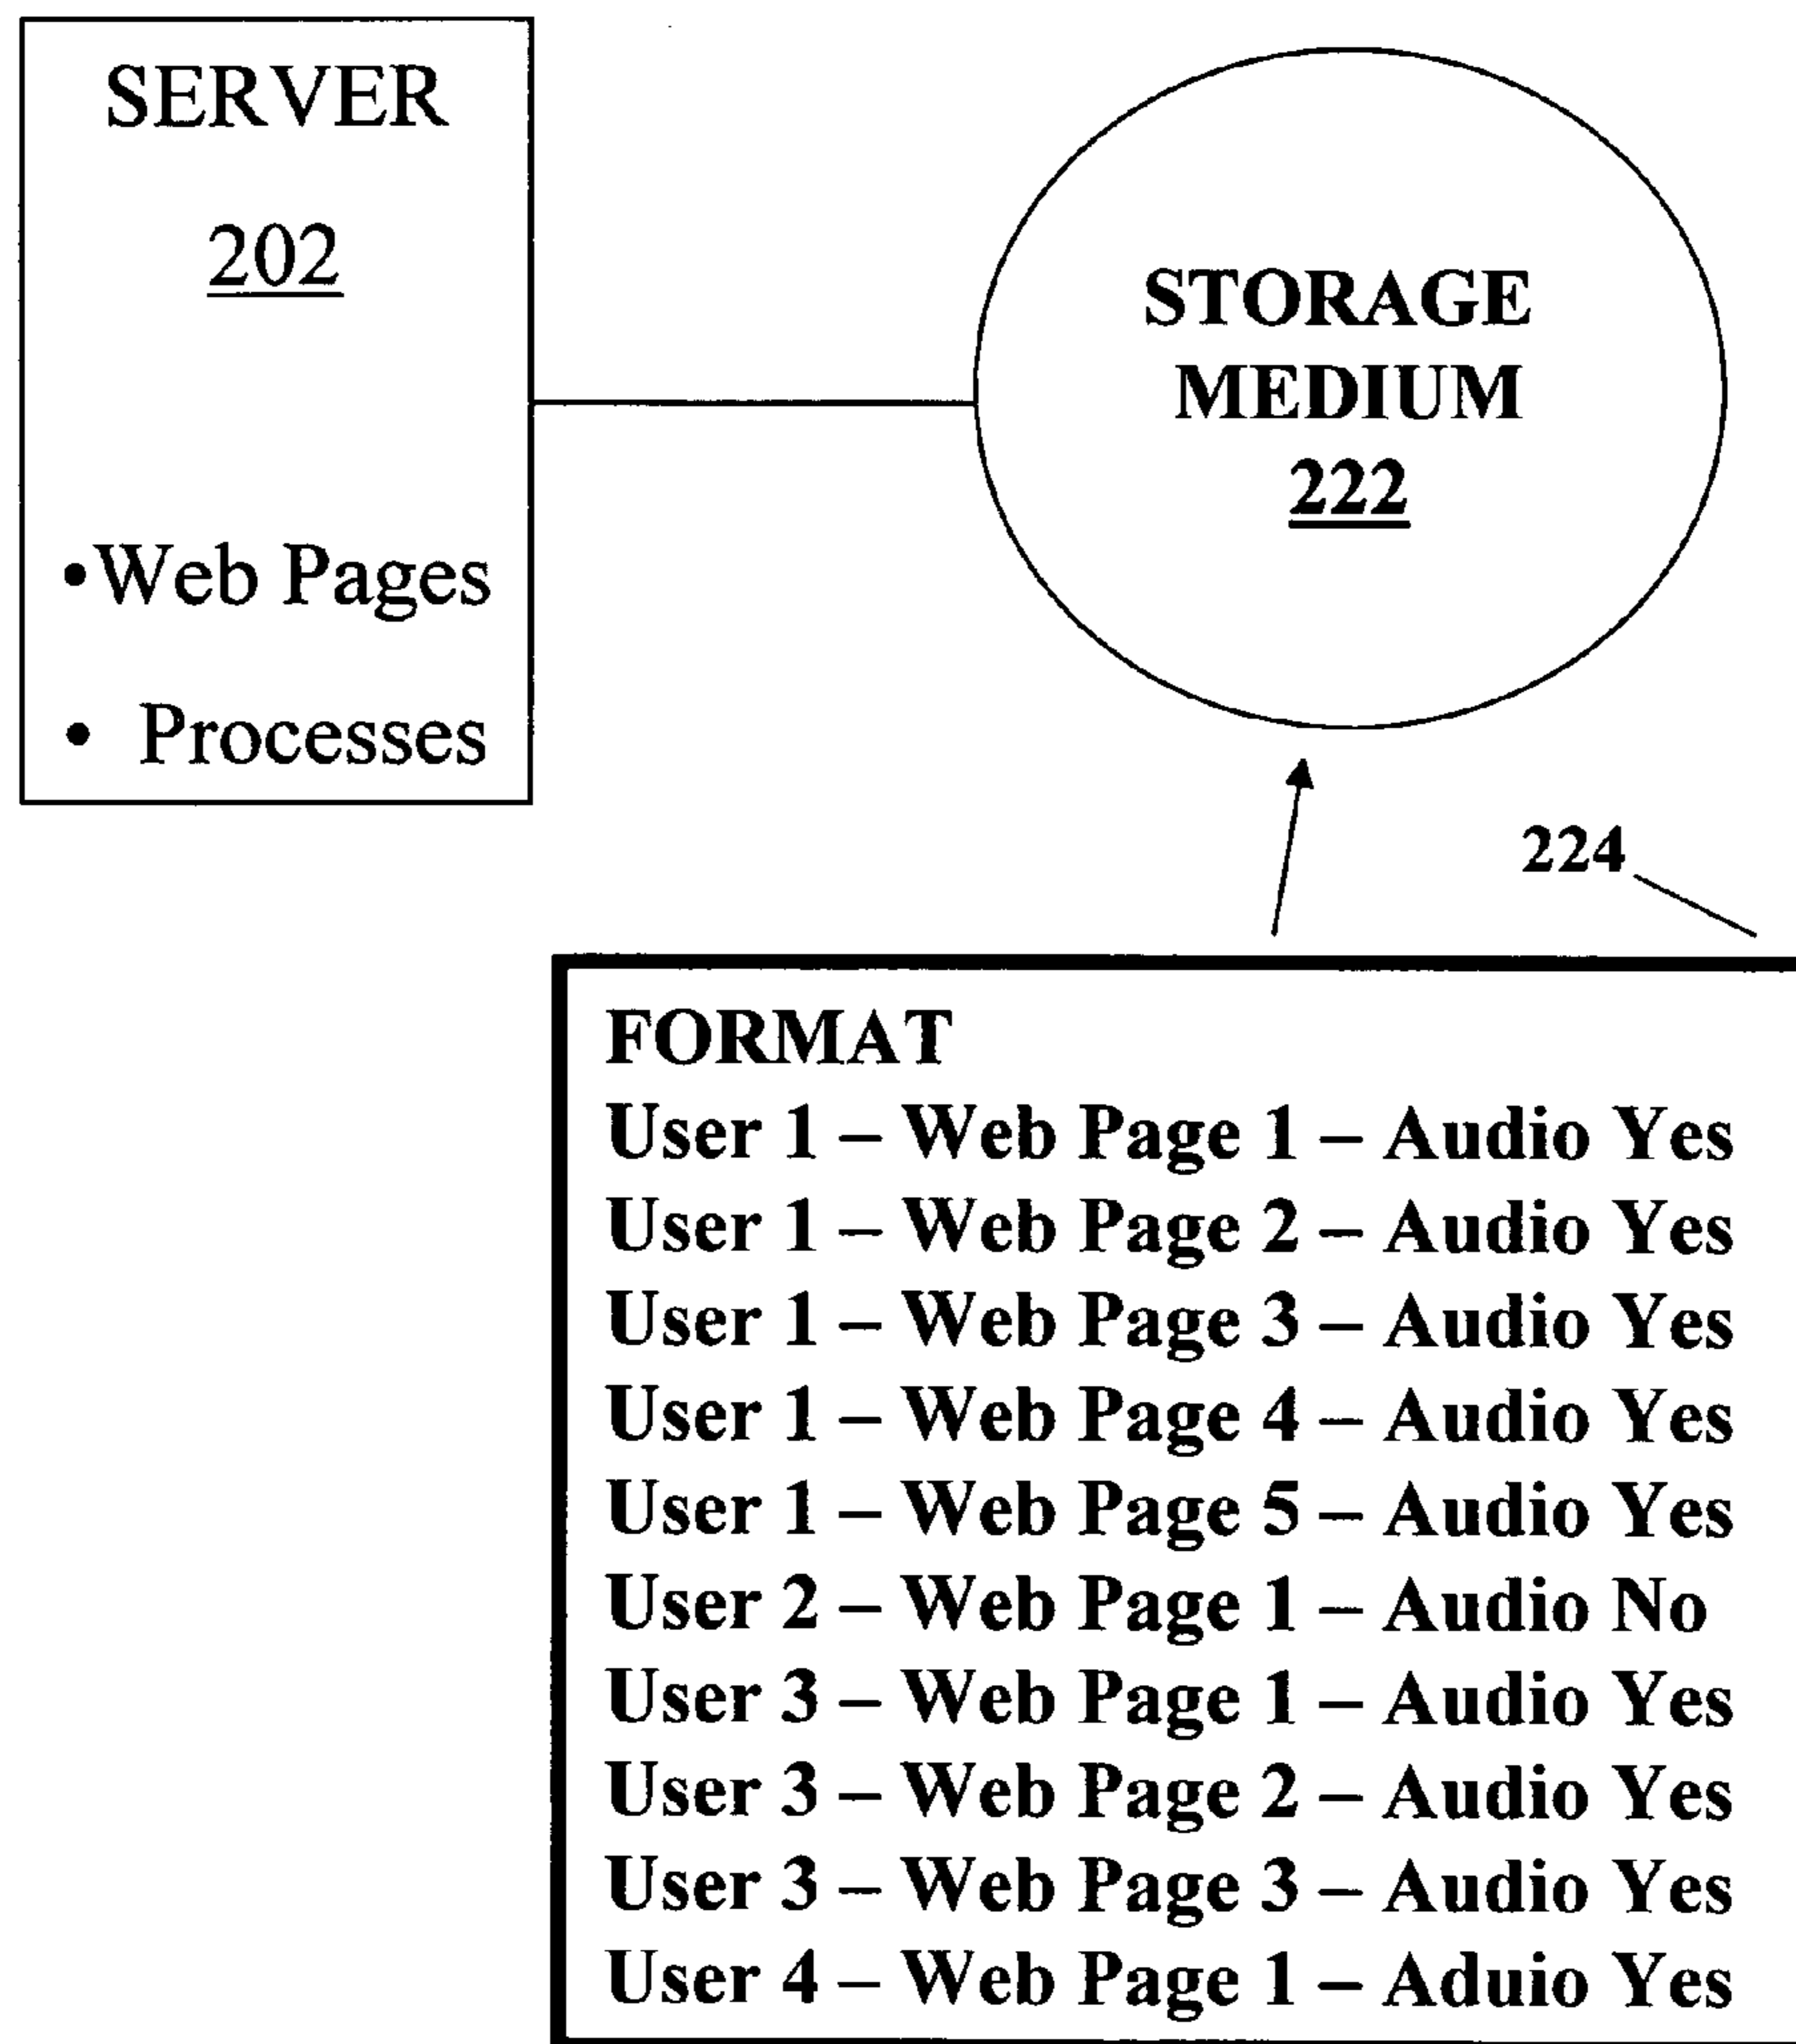 SERVER
202
•Web Pages
• Processes
STORAGE
MEDIUM
222
224
FORMAT
User 1 – Web Page 1 – Audio Yes
User 1 – Web Page 2 – Audio Yes
User 1 – Web Page 3 – Audio Yes
User 1 – Web Page 4 – Audio Yes
User 1 – Web Page 5 – Audio Yes
User 2 – Web Page 1 – Audio No
User 3 – Web Page 1 – Audio Yes
User 3 – Web Page 2 – Audio Yes
User 3 – Web Page 3 – Audio Yes
User 4 – Web Page 1 – Aduio Yes